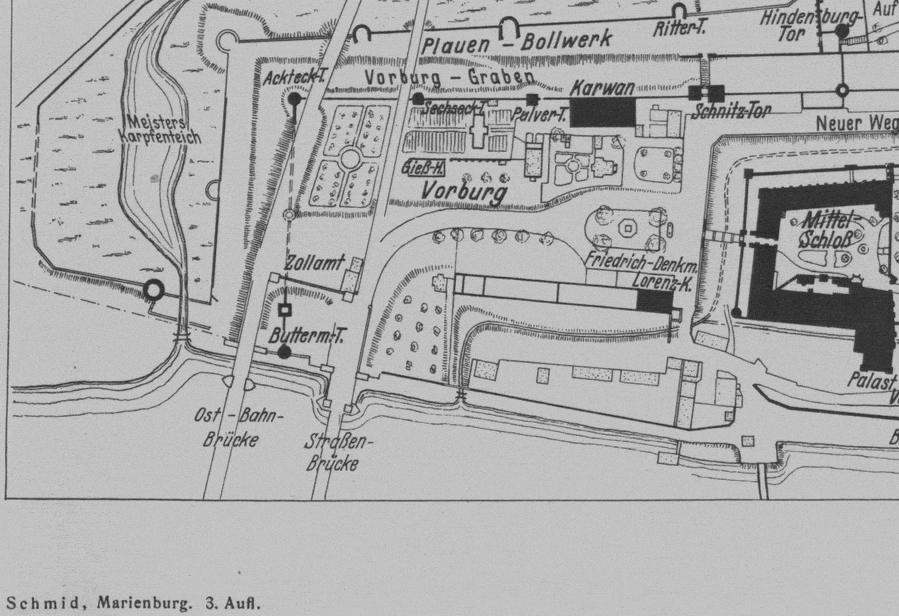 Auf
Hindenburg-
Tor
Ritter-T.
Plauen - Bollwerk
Vorburg - Graben
Ackteck-T.
Karwan
Sechseck-T.
Pulver-T.
Schnitz-Tor
Neuer Weg
Meisters
Karpfenteich
Gieß-H.
Vorburg
Mittel-
Schloß
Zollamt
Friedrich-Denkm.
Lorenz-K.
Butterm.-T.
Palast
Ost-Bahn-
Brücke
Straßen-
Brücke
Schmid, Marienburg. 3. Aufl.